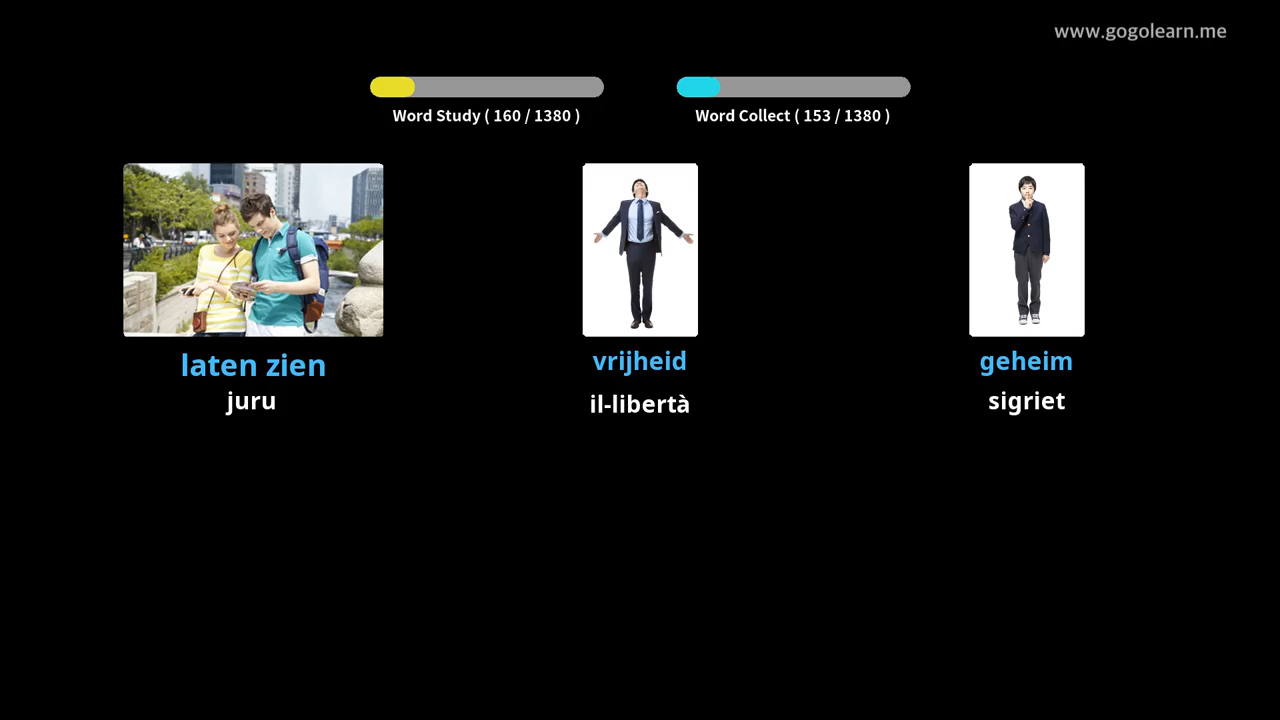 www.gogolearn.me
Word Study ( 160 / 1380 )
Word Collect ( 153 / 1380 )
laten zien
juru
vrijheid
il-libertà
geheim
sigriet